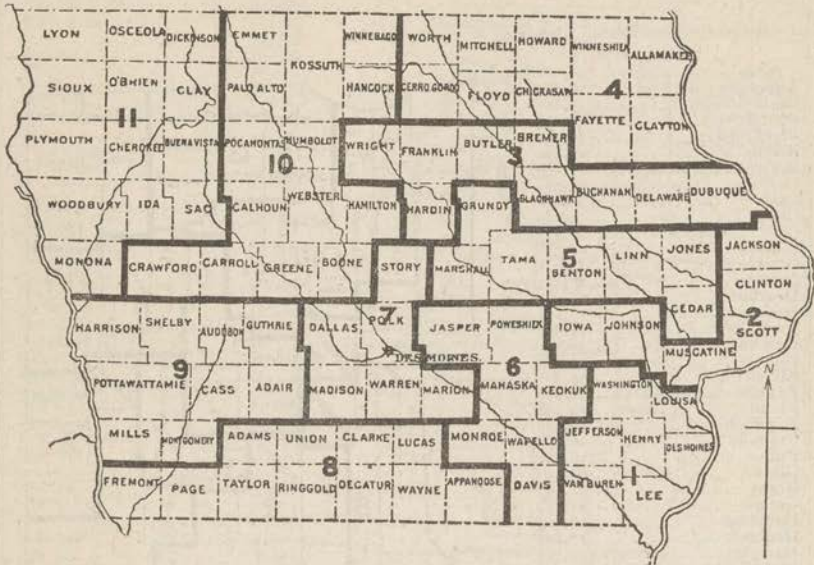 LYON OSCEOLA DICKINSON EMMET WINNEBAGO WORTH MITCHELL HOWARD WINNESHIEK ALLAMAKEE
KOSSUTH
SIOUX O'BRIEN CLAY PALO ALTO HANCOCK CERRO GORDO FLOYD CHICKASAW 4
11 FAYETTE CLAYTON
PLYMOUTH CHEROKEE BUENA VISTA POCAHONTAS HUMBOLDT WRIGHT FRANKLIN BUTLER 3 BREMER
10
WOODBURY IDA SAC CALHOUN WEBSTER HAMILTON HARDIN GRUNDY BLACKHAWK BUCHANAN DELAWARE DUBUQUE
MONONA CRAWFORD CARROLL GREENE BOONE STORY MARSHALL TAMA 5 BENTON LINN JONES JACKSON
CLINTON
CEDAR 2
HARRISON SHELBY AUDUBON GUTHRIE DALLAS 7 POLK JASPER POWESHIEK IOWA JOHNSON SCOTT
DES MOINES. MUSCATINE
9 6 N
POTTAWATTAMIE CASS ADAIR MADISON WARREN MARION MAHASKA KEOKUK WASHINGTON LOUISA
MILLS MONTGOMERY ADAMS UNION CLARKE LUCAS MONROE WAPELLO JEFFERSON HENRY DES MOINES
8 1
FREMONT PAGE TAYLOR RINGGOLD DECATUR WAYNE APPANOOSE DAVIS VAN BUREN LEE